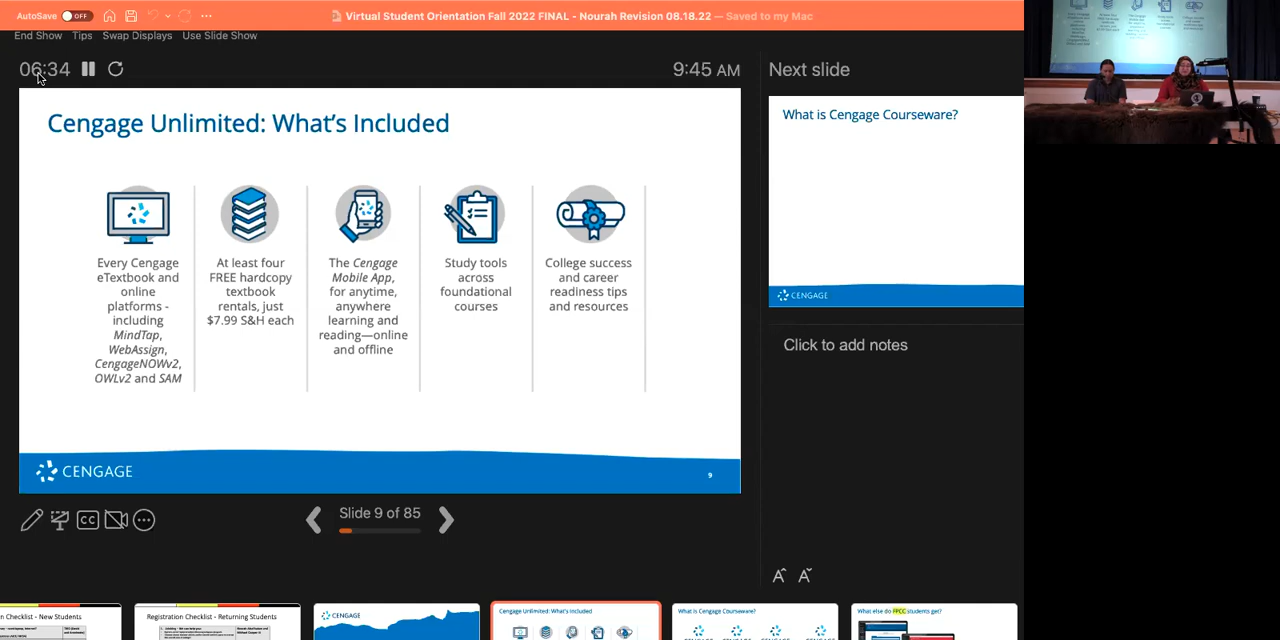 AutoSave OFF
Virtual Student Orientation Fall 2022 FINAL - Nourah Revision 08.18.22 — Saved to my Mac
End Show Tips Swap Displays Use Slide Show
06:34
9:45 AM
Next slide
Cengage Unlimited: What's Included
Every Cengage
eTextbook and
online
platforms -
including
MindTap,
WebAssign,
CengageNOWv2,
OWLv2 and SAM
At least four
FREE hardcopy
textbook
rentals, just
$7.99 S&H each
The Cengage
Mobile App,
for anytime,
anywhere
learning and
reading—online
and offline
Study tools
across
foundational
courses
College success
and career
readiness tips
and resources
CENGAGE
9
What is Cengage Courseware?
CENGAGE
Click to add notes
CC
Slide 9 of 85
A A
n Checklist - New Students
Registration Checklist - Returning Students
CENGAGE
Cengage Unlimited: What's Included
What is Cengage Courseware?
What else do FPCC students get?